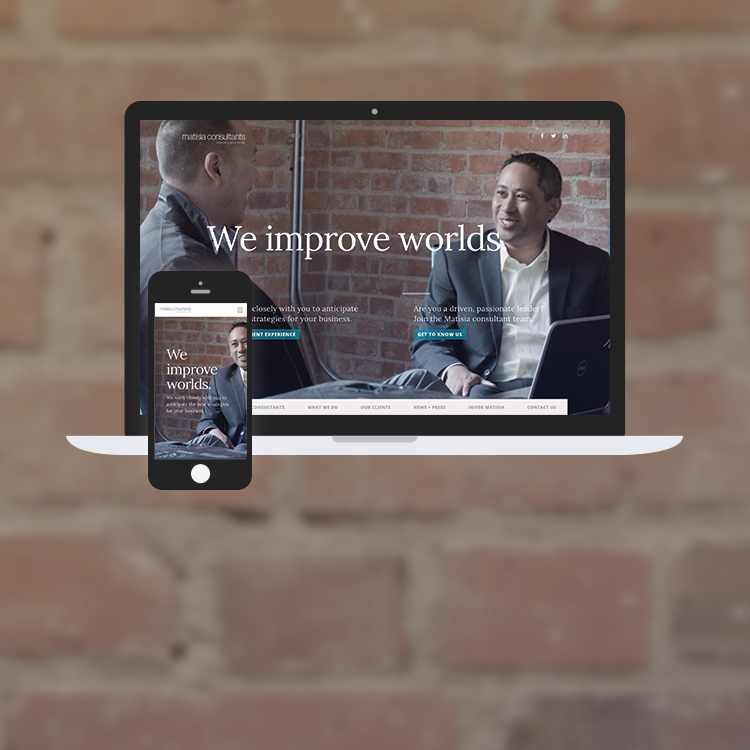 matisia consultants
We improve worlds
closely with you to anticipate
strategies for your business.
ENT EXPERIENCE
Are you a driven, passionate leader?
Join the Matisia consultant team.
GET TO KNOW US
CONSULTANTS WHAT WE DO OUR CLIENTS NEWS + PRESS INSIDE MATISIA CONTACT US
matisia consultants
We
improve
worlds.
We work closely with you to
anticipate the best strategies
for your business.